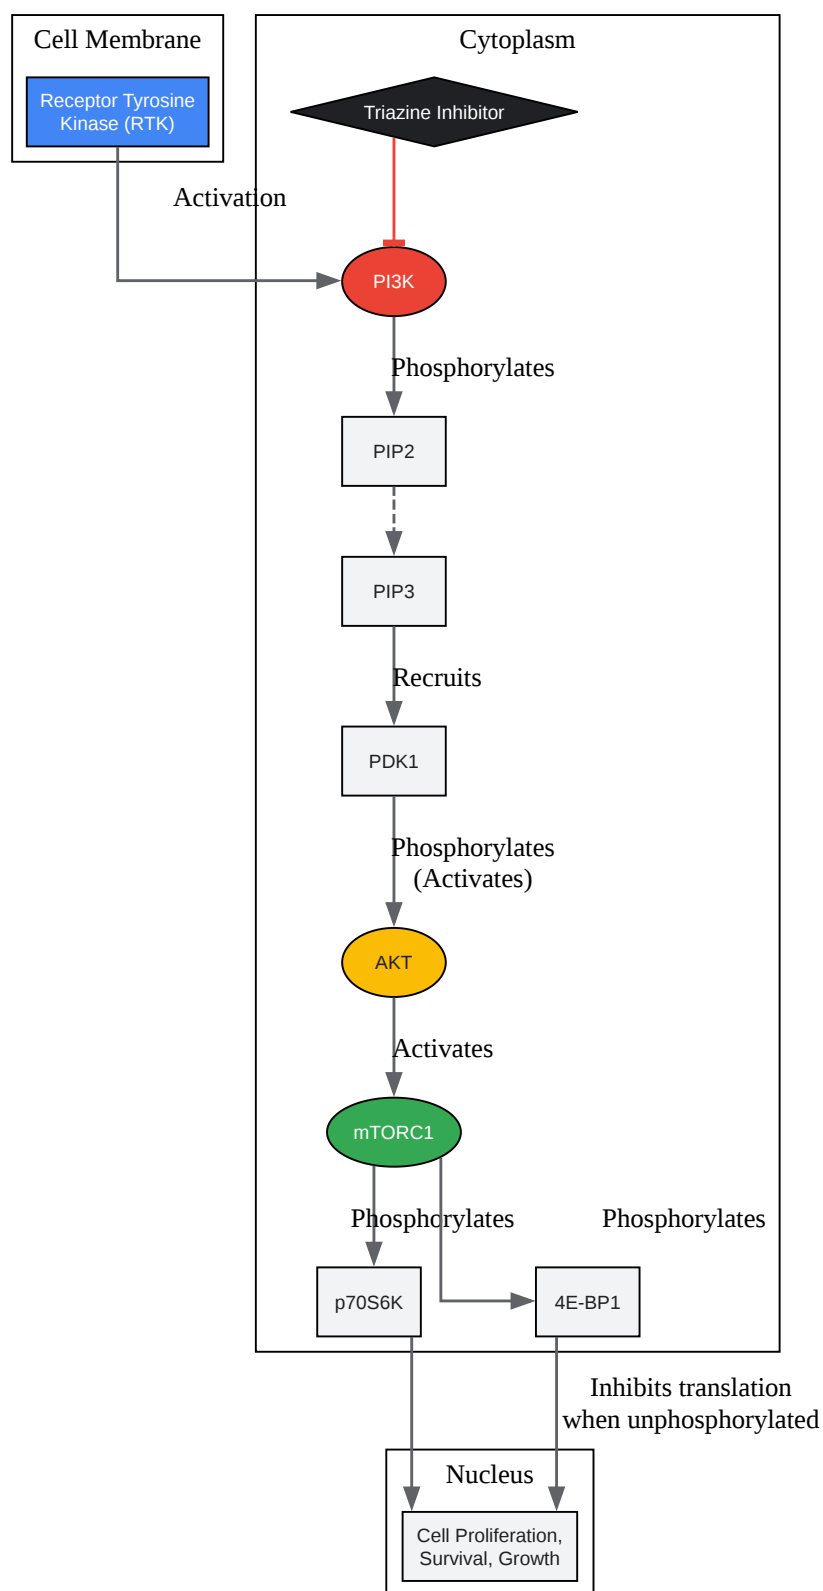 Cell Membrane
Cytoplasm
Receptor Tyrosine
Kinase (RTK)
Triazine Inhibitor
Activation
PI3K
Phosphorylates
PIP2
PIP3
Recruits
PDK1
Phosphorylates
(Activates)
AKT
Activates
mTORC1
Phosphorylates
Phosphorylates
p70S6K
4E-BP1
Inhibits translation
when unphosphorylated
Nucleus
Cell Proliferation,
Survival, Growth